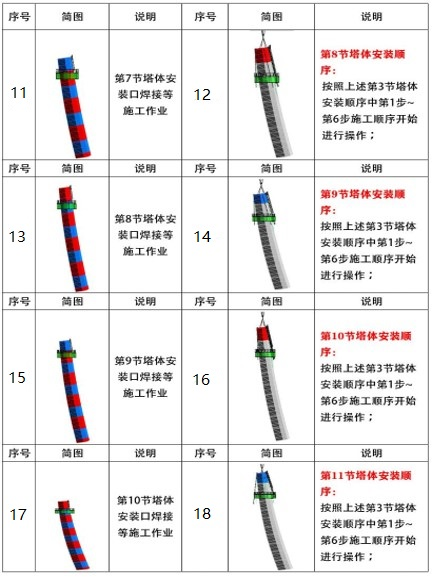 序号 简图 说明 序号 简图 说明
11
第7节塔体安
装口焊接等
施工作业
12
第8节塔体安装顺
序：
按照上述第3节塔体
安装顺序中第1步~
第6步施工顺序开始
进行操作；
序号 简图 说明 序号 简图 说明
13
第8节塔体安
装口焊接等
施工作业
14
第9节塔体安装顺
序：
按照上述第3节塔体
安装顺序中第1步~
第6步施工顺序开始
进行操作；
序号 简图 说明 序号 简图 说明
15
第9节塔体安
装口焊接等
施工作业
16
第10节塔体安装顺
序：
按照上述第3节塔体
安装顺序中第1步~
第6步施工顺序开始
进行操作；
序号 简图 说明 序号 简图 说明
17
第10节塔体
安装口焊接
等施工作业
18
第11节塔体安装顺
序：
按照上述第3节塔体
安装顺序中第1步~
第6步施工顺序开始
进行操作；